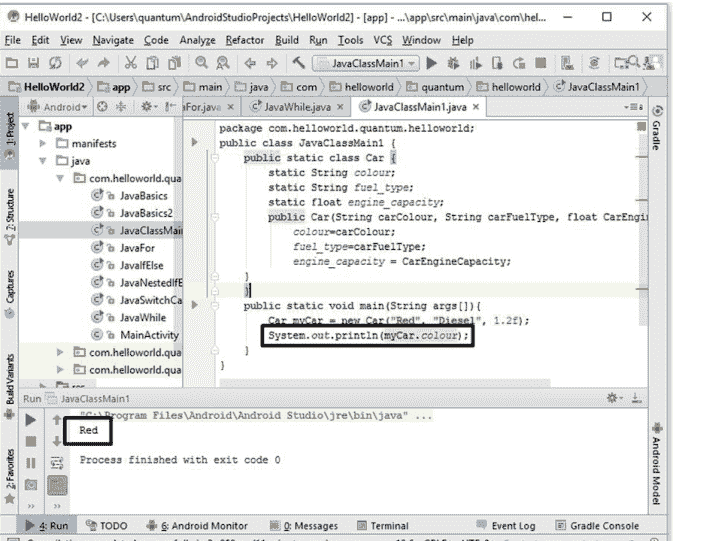 HelloWorld2 - [C:\Users\quantum\AndroidStudioProjects\HelloWorld2] - [app] - ...\app\src\main\java\com\hel...
File Edit View Navigate Code Analyze Refactor Build Run Tools VCS Window Help
JavaClassMain1
HelloWorld2 app src main java com helloworld quantum helloworld JavaClassMain1
Android
aFor.java JavaWhile.java JavaClassMain1.java
1: Project
Z: Structure
Captures
Build Variants
2: Favorites
app
manifests
java
com.helloworld.qua
JavaBasics
JavaBasics2
JavaClassMain
JavaFor
JavaIfElse
JavaNestedIfE
JavaSwitchCa
JavaWhile
MainActivity
com.helloworld.qua
com.helloworld.qua
package com.helloworld.quantum.helloworld;
public class JavaClassMain1 {
public static class Car {
static String colour;
static String fuel_type;
static float engine_capacity;
public Car(String carColour, String carFuelType, float CarEngin
colour=carColour;
fuel_type=carFuelType;
engine_capacity = CarEngineCapacity;
}
}
public static void main(String args[]){
Car myCar = new Car("Red", "Diesel", 1.2f);
System.out.println(myCar.colour);
}
}
Gradle
Android Model
Run JavaClassMain1
"C:\Program Files\Android\Android Studio\jre\bin\java" ...
Red
Process finished with exit code 0
4: Run TODO 6: Android Monitor 0: Messages Terminal Event Log Gradle Console